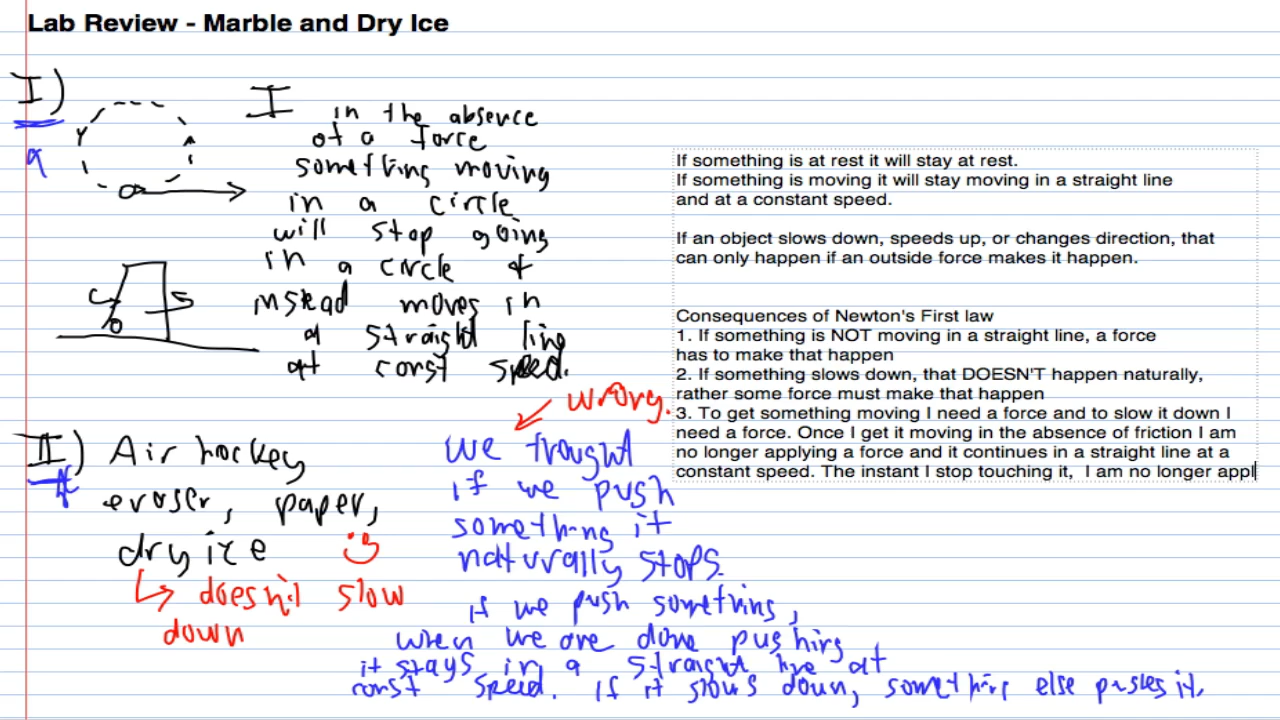 Lab Review - Marble and Dry Ice
I)
I in the absence
of a force
something moving
in a circle
will stop going
in a circle &
instead moves in
a straight line
at const speed.
If something is at rest it will stay at rest.
If something is moving it will stay moving in a straight line
and at a constant speed.
If an object slows down, speeds up, or changes direction, that
can only happen if an outside force makes it happen.
Consequences of Newton's First law
1. If something is NOT moving in a straight line, a force
has to make that happen
2. If something slows down, that DOESN'T happen naturally,
rather some force must make that happen
3. To get something moving I need a force and to slow it down I
need a force. Once I get it moving in the absence of friction I am
no longer applying a force and it continues in a straight line at a
constant speed. The instant I stop touching it, I am no longer appl
II) Air hockey
eraser, paper,
dry ice
doesn't slow
down
wrong.
we thought
if we push
something it
naturally stops.
if we push something,
when we are done pushing
it stays in a straight line at
const speed. If it slows down, something else pushes it.